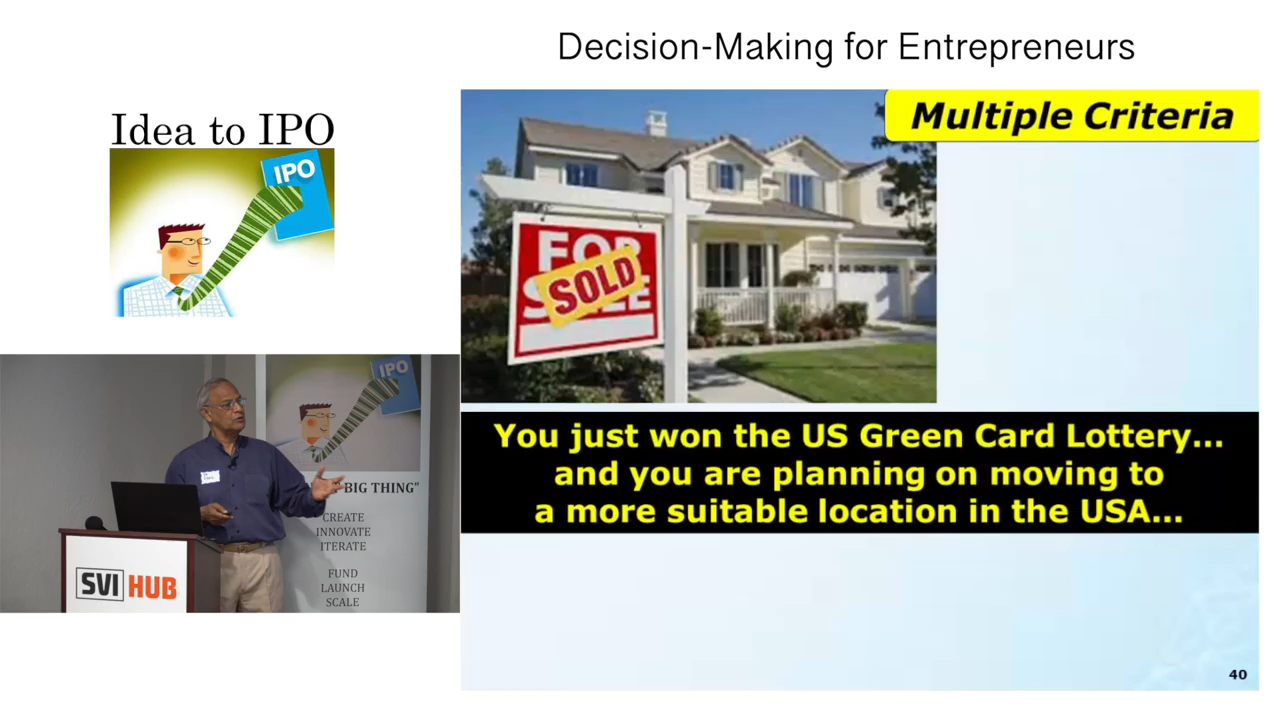 Decision-Making for Entrepreneurs
Idea to IPO
IPO
Multiple Criteria
FOR
SOLD
You just won the US Green Card Lottery...
and you are planning on moving to
a more suitable location in the USA...
40
IPO
BIG THING"
CREATE
INNOVATE
ITERATE
FUND
LAUNCH
SCALE
SVI HUB